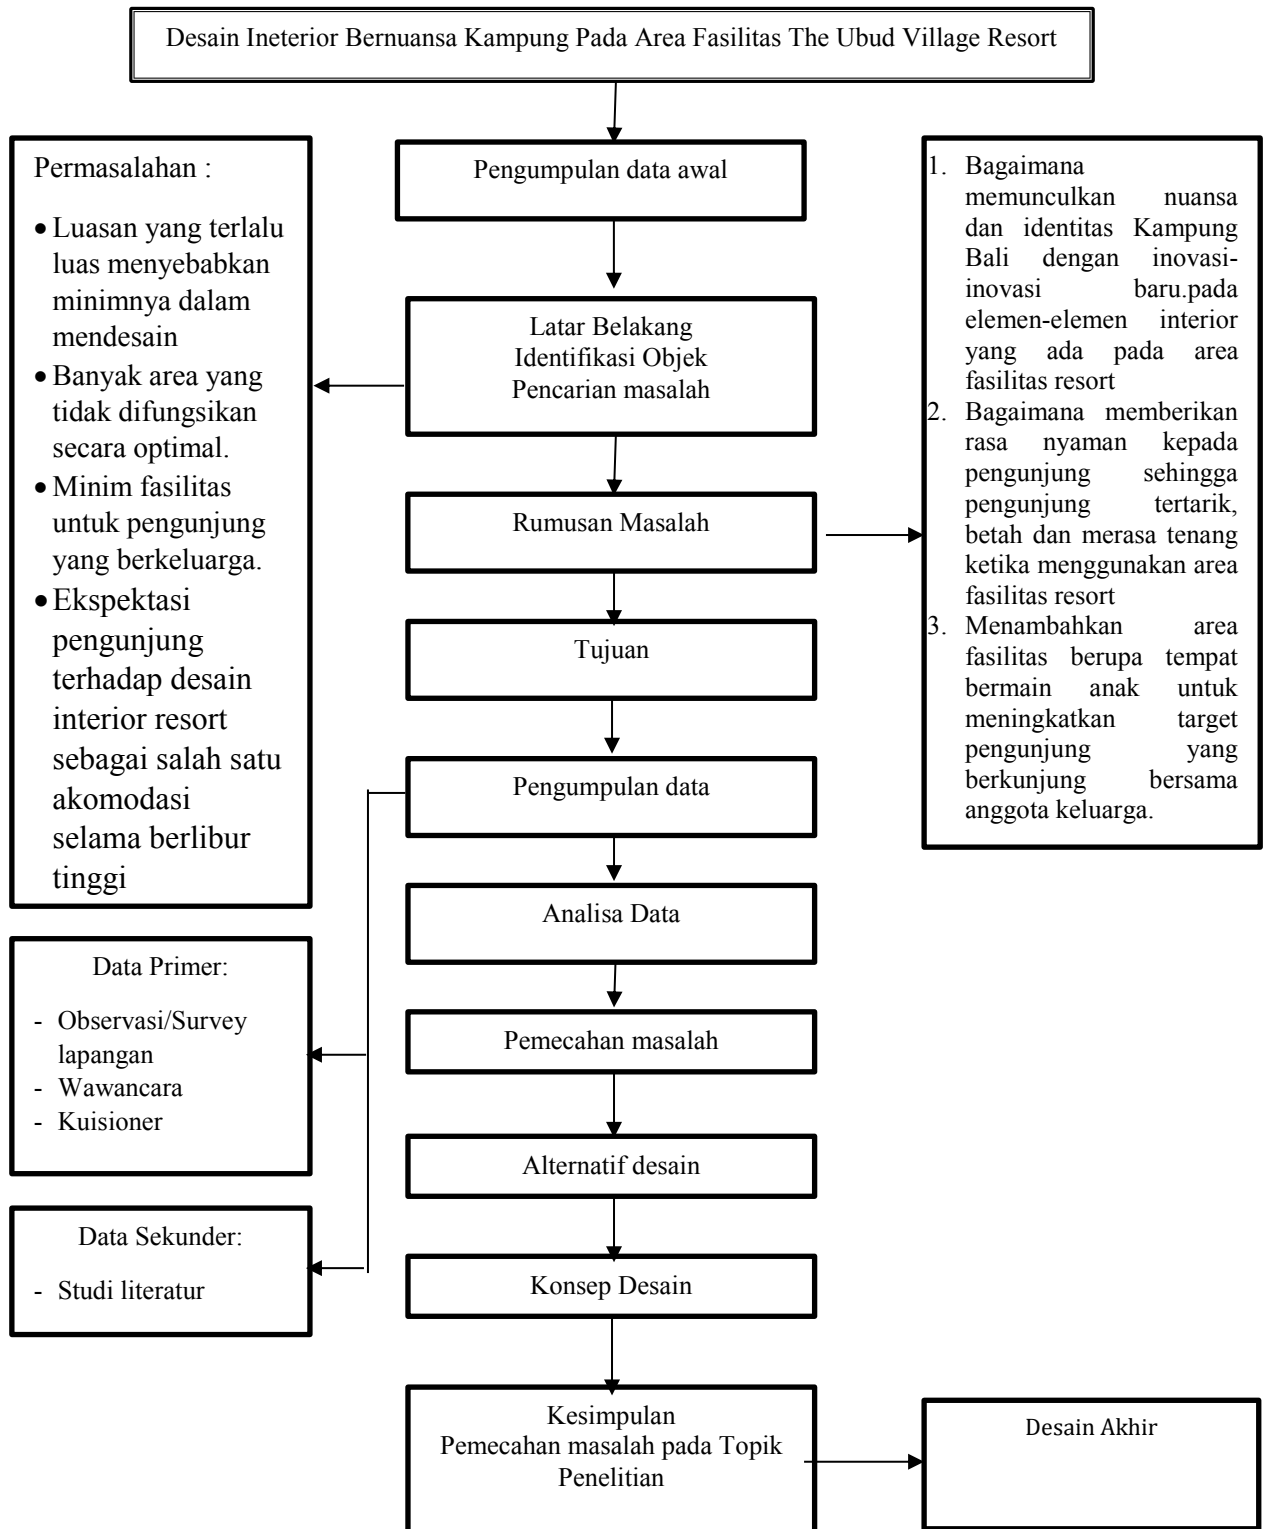 Desain Ineterior Bernuansa Kampung Pada Area Fasilitas The Ubud Village Resort
Pengumpulan data awal
Permasalahan :
• Luasan yang terlalu
luas menyebabkan
minimnya dalam
mendesain
• Banyak area yang
tidak difungsikan
secara optimal.
• Minim fasilitas
untuk pengunjung
yang berkeluarga.
• Ekspektasi
pengunjung
terhadap desain
interior resort
sebagai salah satu
akomodasi
selama berlibur
tinggi
Latar Belakang
Identifikasi Objek
Pencarian masalah
Rumusan Masalah
1. Bagaimana
memunculkan nuansa
dan identitas Kampung
Bali dengan inovasi-
inovasi baru.pada
elemen-elemen interior
yang ada pada area
fasilitas resort
2. Bagaimana memberikan
rasa nyaman kepada
pengunjung sehingga
pengunjung tertarik,
betah dan merasa tenang
ketika menggunakan area
fasilitas resort
3. Menambahkan area
fasilitas berupa tempat
bermain anak untuk
meningkatkan target
pengunjung yang
berkunjung bersama
anggota keluarga.
Tujuan
Pengumpulan data
Data Primer:
- Observasi/Survey
lapangan
- Wawancara
- Kuisioner
Data Sekunder:
- Studi literatur
Analisa Data
Pemecahan masalah
Alternatif desain
Konsep Desain
Kesimpulan
Pemecahan masalah pada Topik
Penelitian
Desain Akhir